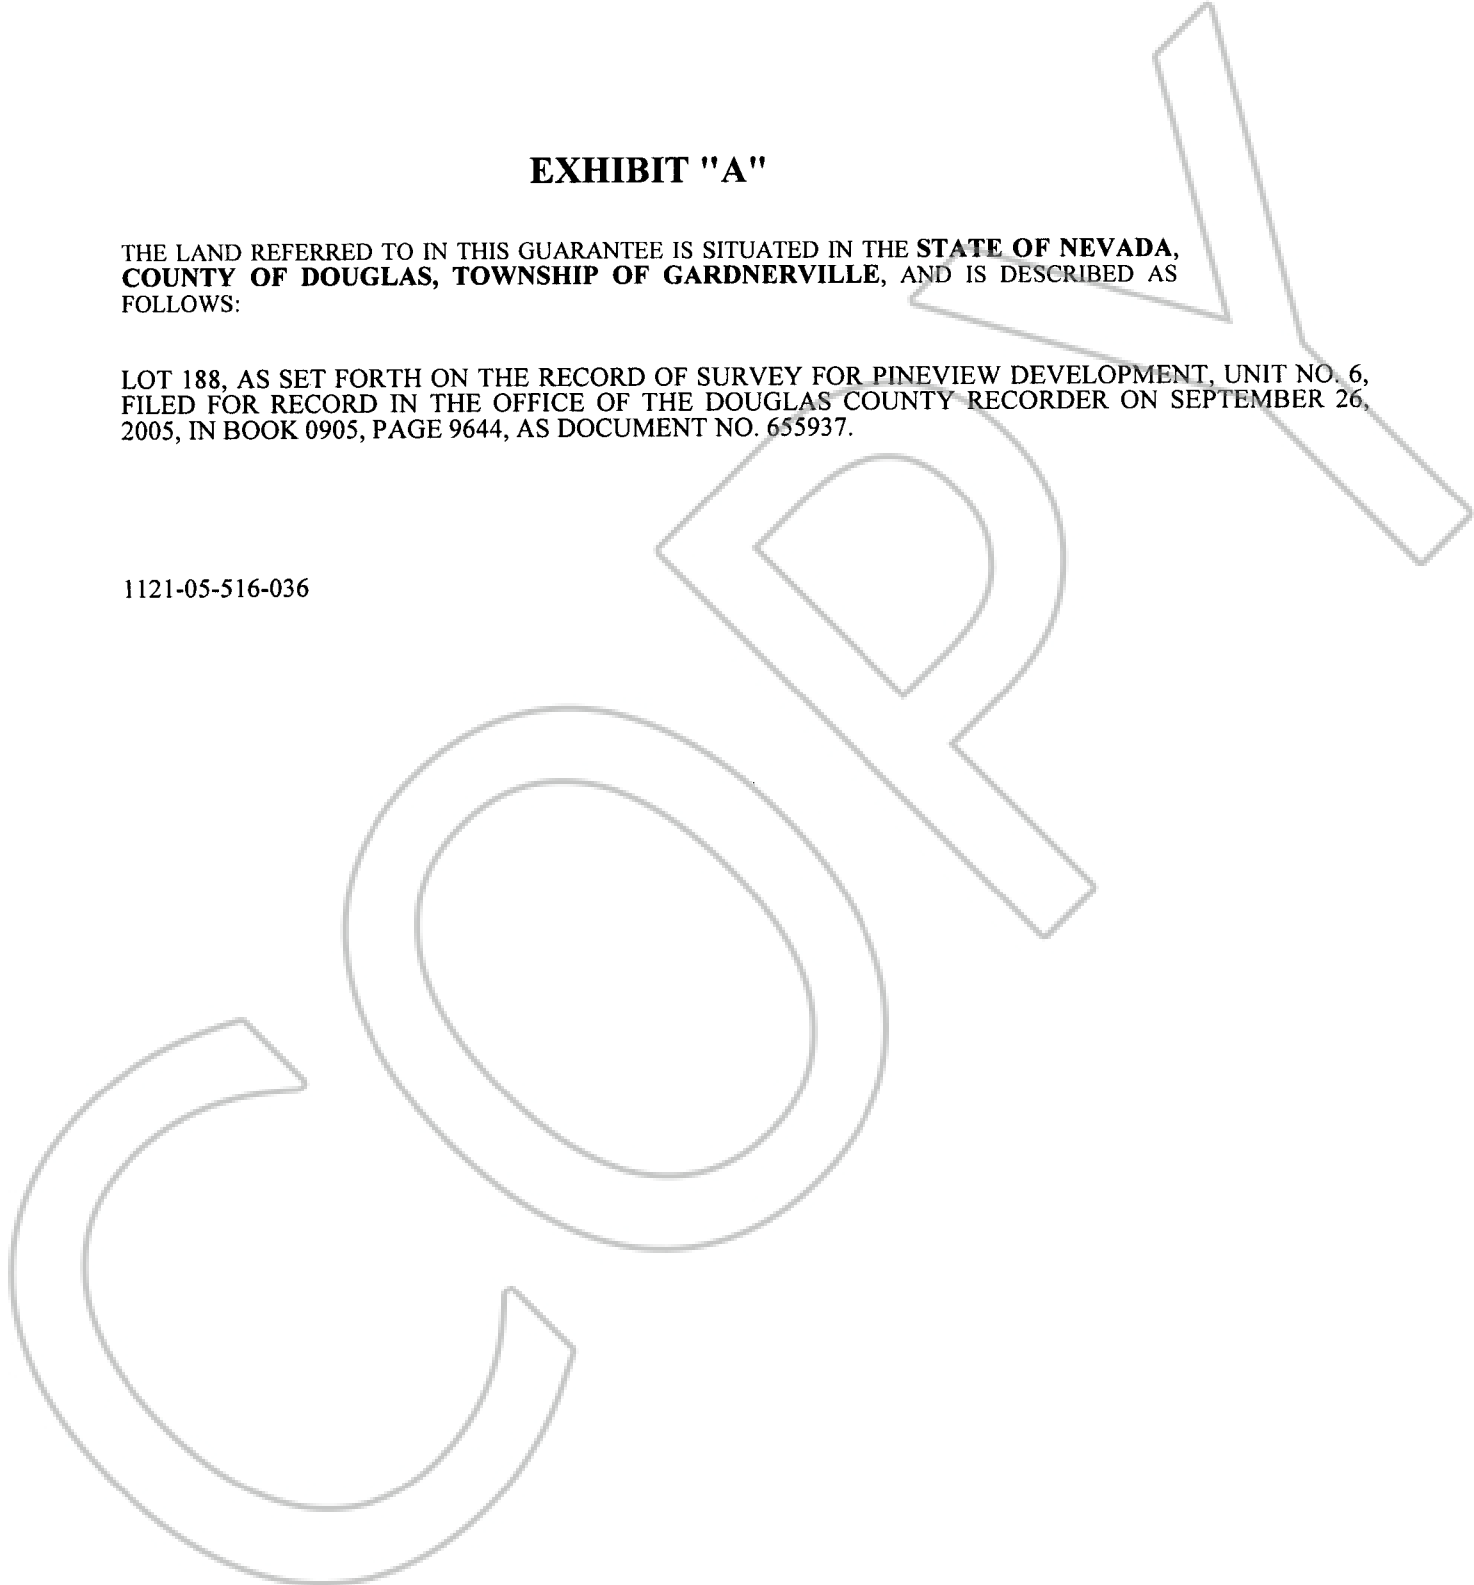 EXHIBIT "A"
THE LAND REFERRED TO IN THIS GUARANTEE IS SITUATED IN THE STATE OF NEVADA,
COUNTY OF DOUGLAS, TOWNSHIP OF GARDNERVILLE, AND IS DESCRIBED AS
FOLLOWS:
LOT 188, AS SET FORTH ON THE RECORD OF SURVEY FOR PINEVIEW DEVELOPMENT, UNIT NO. 6,
FILED FOR RECORD IN THE OFFICE OF THE DOUGLAS COUNTY RECORDER ON SEPTEMBER 26,
2005, IN BOOK 0905, PAGE 9644, AS DOCUMENT NO. 655937.
1121-05-516-036
COPY